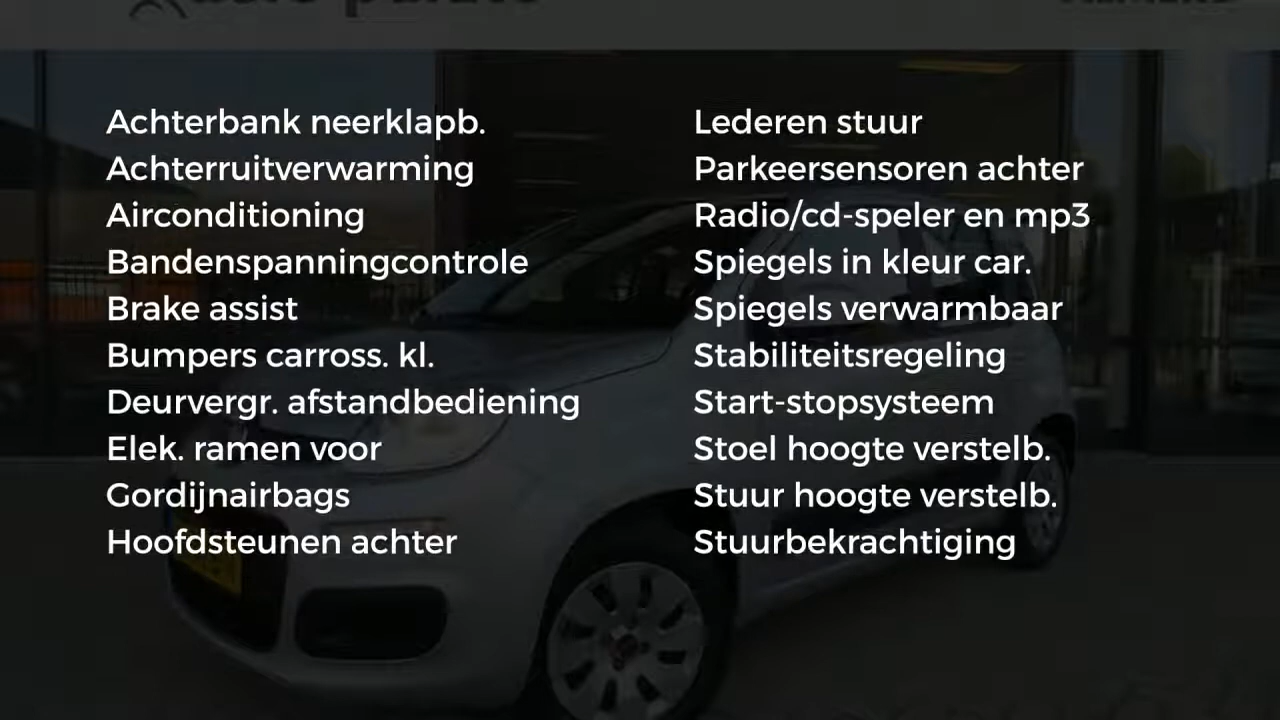 Achterbank neerklapb.
Achterruitverwarming
Airconditioning
Bandenspanningcontrole
Brake assist
Bumpers carross. kl.
Deurvergr. afstandbediening
Elek. ramen voor
Gordijnairbags
Hoofdsteunen achter
Lederen stuur
Parkeersensoren achter
Radio/cd-speler en mp3
Spiegels in kleur car.
Spiegels verwarmbaar
Stabiliteitsregeling
Start-stopsysteem
Stoel hoogte verstelb.
Stuur hoogte verstelb.
Stuurbekrachtiging